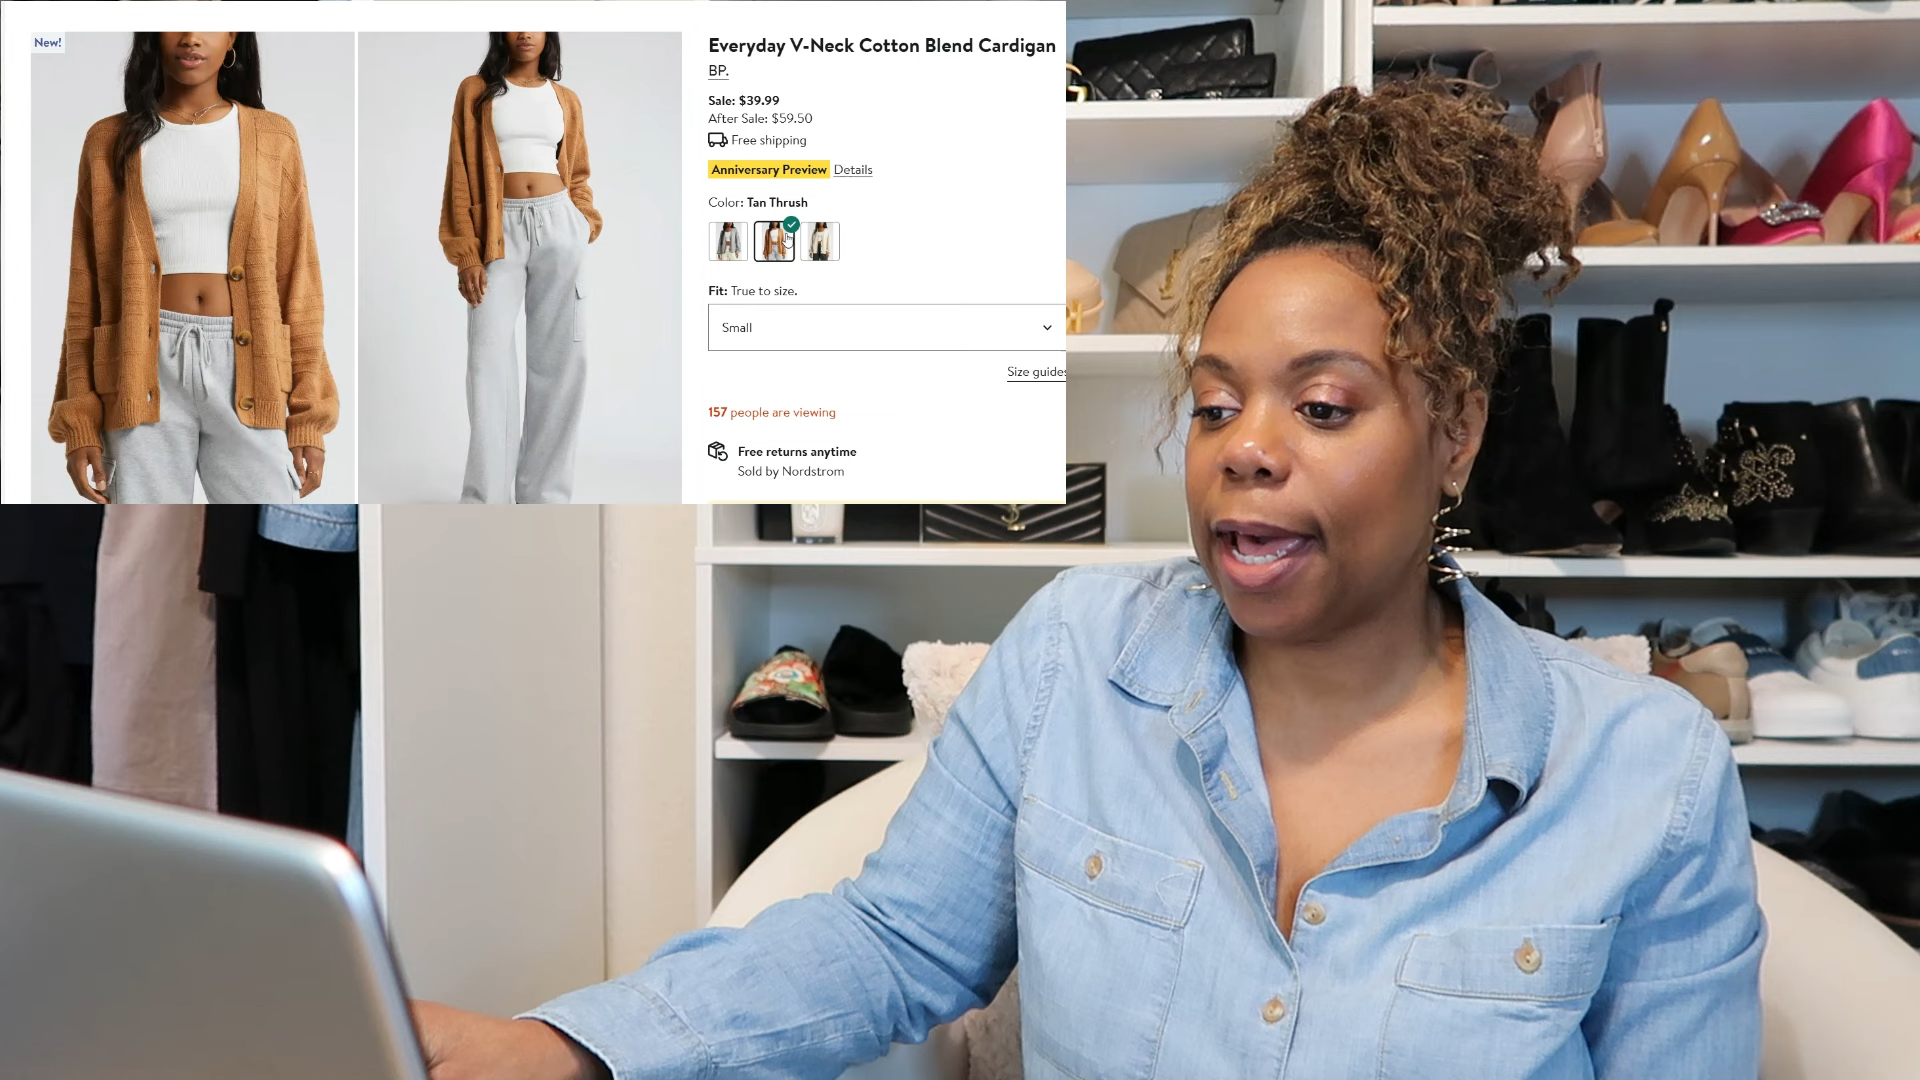 New!
Everyday V-Neck Cotton Blend Cardigan
BP.
Sale: $39.99
After Sale: $59.50
Free shipping
Anniversary Preview Details
Color: Tan Thrush
Fit: True to size.
Small
Size guides
157 people are viewing
Free returns anytime
Sold by Nordstrom